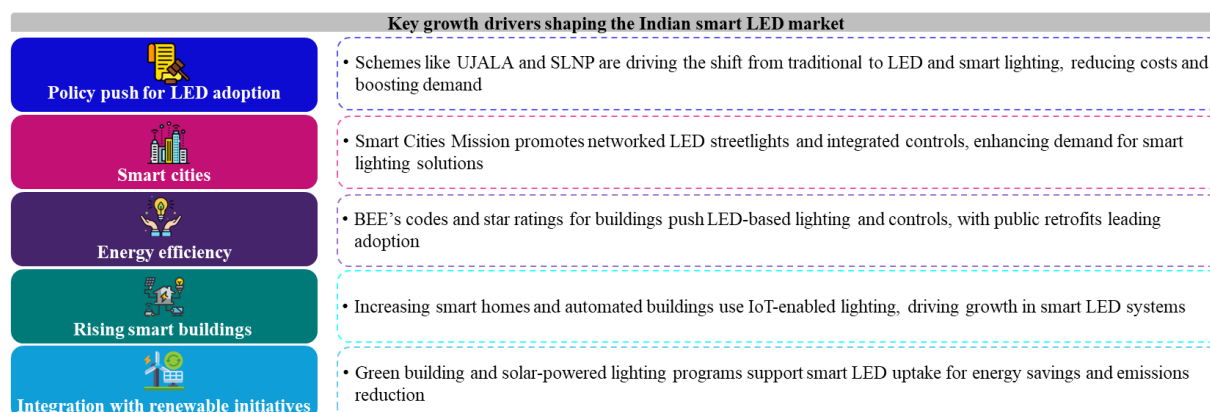 Key growth drivers shaping the Indian smart LED market
Policy push for LED adoption
• Schemes like UJALA and SLNP are driving the shift from traditional to LED and smart lighting, reducing costs and
boosting demand
Smart cities
• Smart Cities Mission promotes networked LED streetlights and integrated controls, enhancing demand for smart
lighting solutions
Energy efficiency
• BEE's codes and star ratings for buildings push LED-based lighting and controls, with public retrofits leading
adoption
Rising smart buildings
• Increasing smart homes and automated buildings use IoT-enabled lighting, driving growth in smart LED systems
Integration with renewable initiatives
• Green building and solar-powered lighting programs support smart LED uptake for energy savings and emissions
reduction